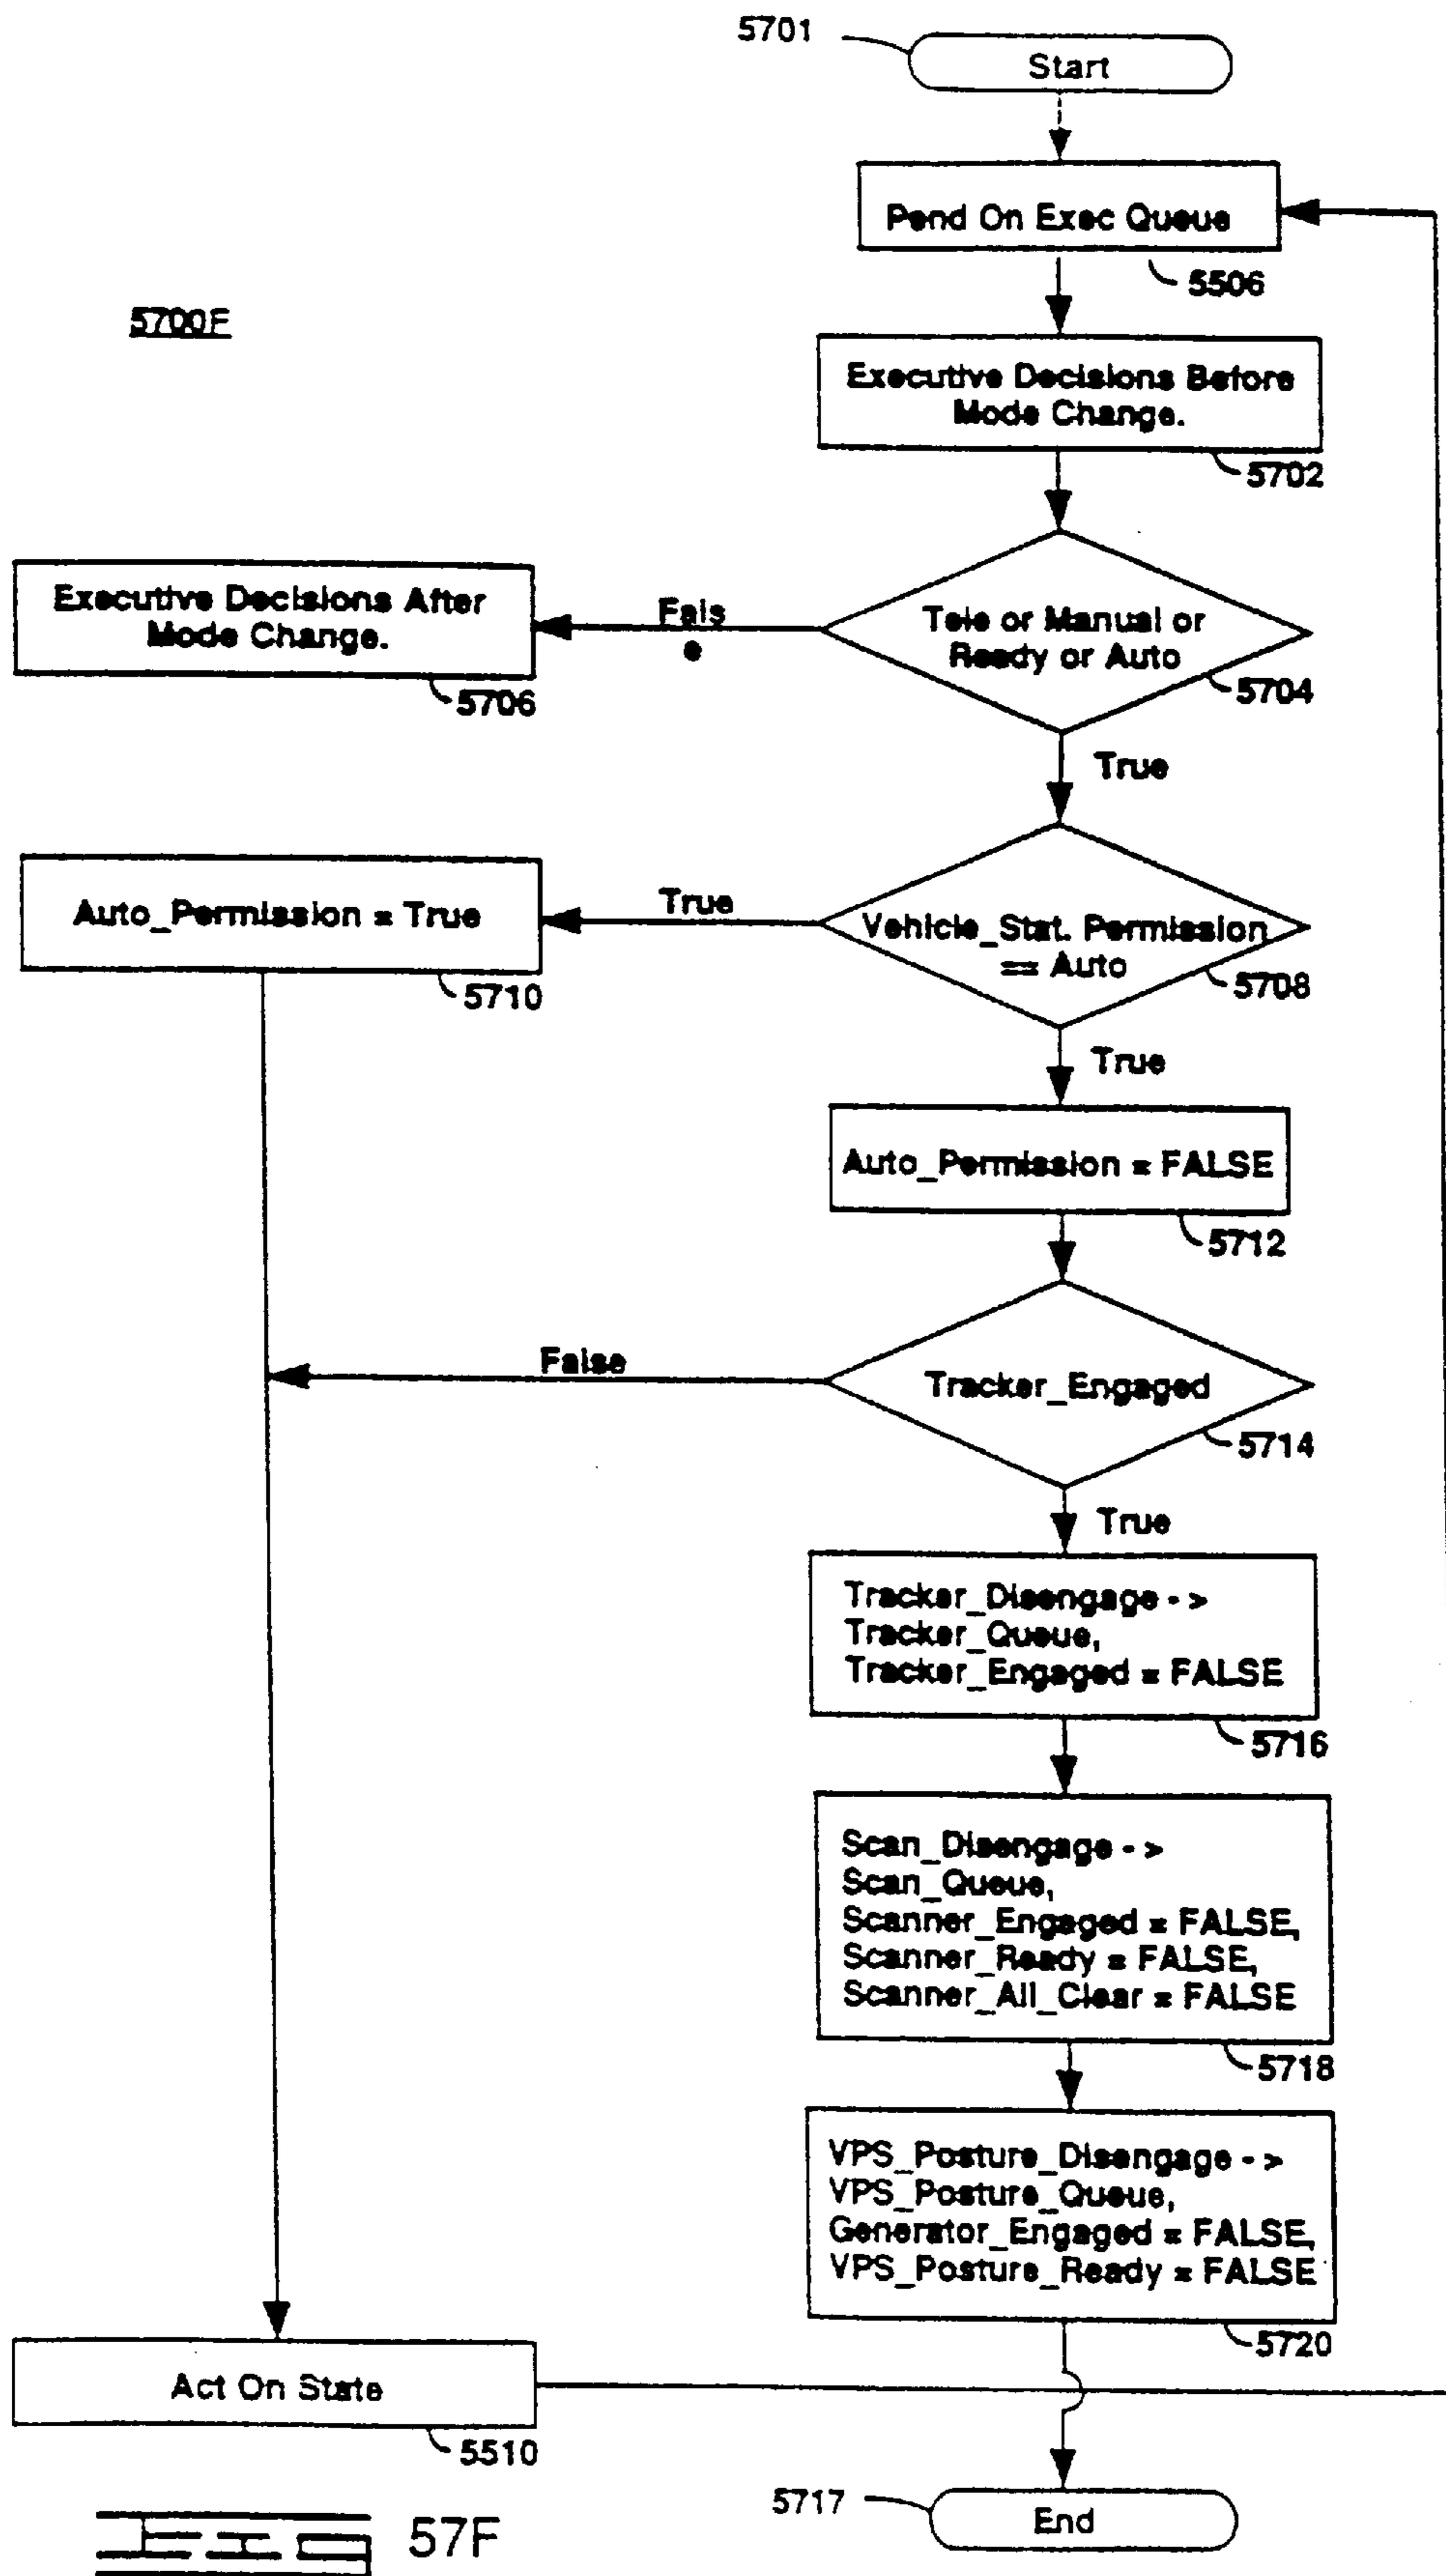 5701
Start
Pend On Exec Queue
5506
5700F
Executive Decisions Before
Mode Change.
5702
Executive Decisions After
Mode Change.
5706
Fals
e
Tele or Manual or
Ready or Auto
5704
True
Auto_Permission = True
5710
True
Vehicle_Stat. Permission
== Auto
5708
True
Auto_Permission = FALSE
5712
False
Tracker_Engaged
5714
True
Tracker_Disengage - >
Tracker_Queue,
Tracker_Engaged = FALSE
5716
Scan_Disengage - >
Scan_Queue,
Scanner_Engaged = FALSE,
Scanner_Ready = FALSE,
Scanner_All_Clear = FALSE
5718
VPS_Posture_Disengage - >
VPS_Posture_Queue,
Generator_Engaged = FALSE,
VPS_Posture_Ready = FALSE
5720
Act On State
5510
5717
End
57F